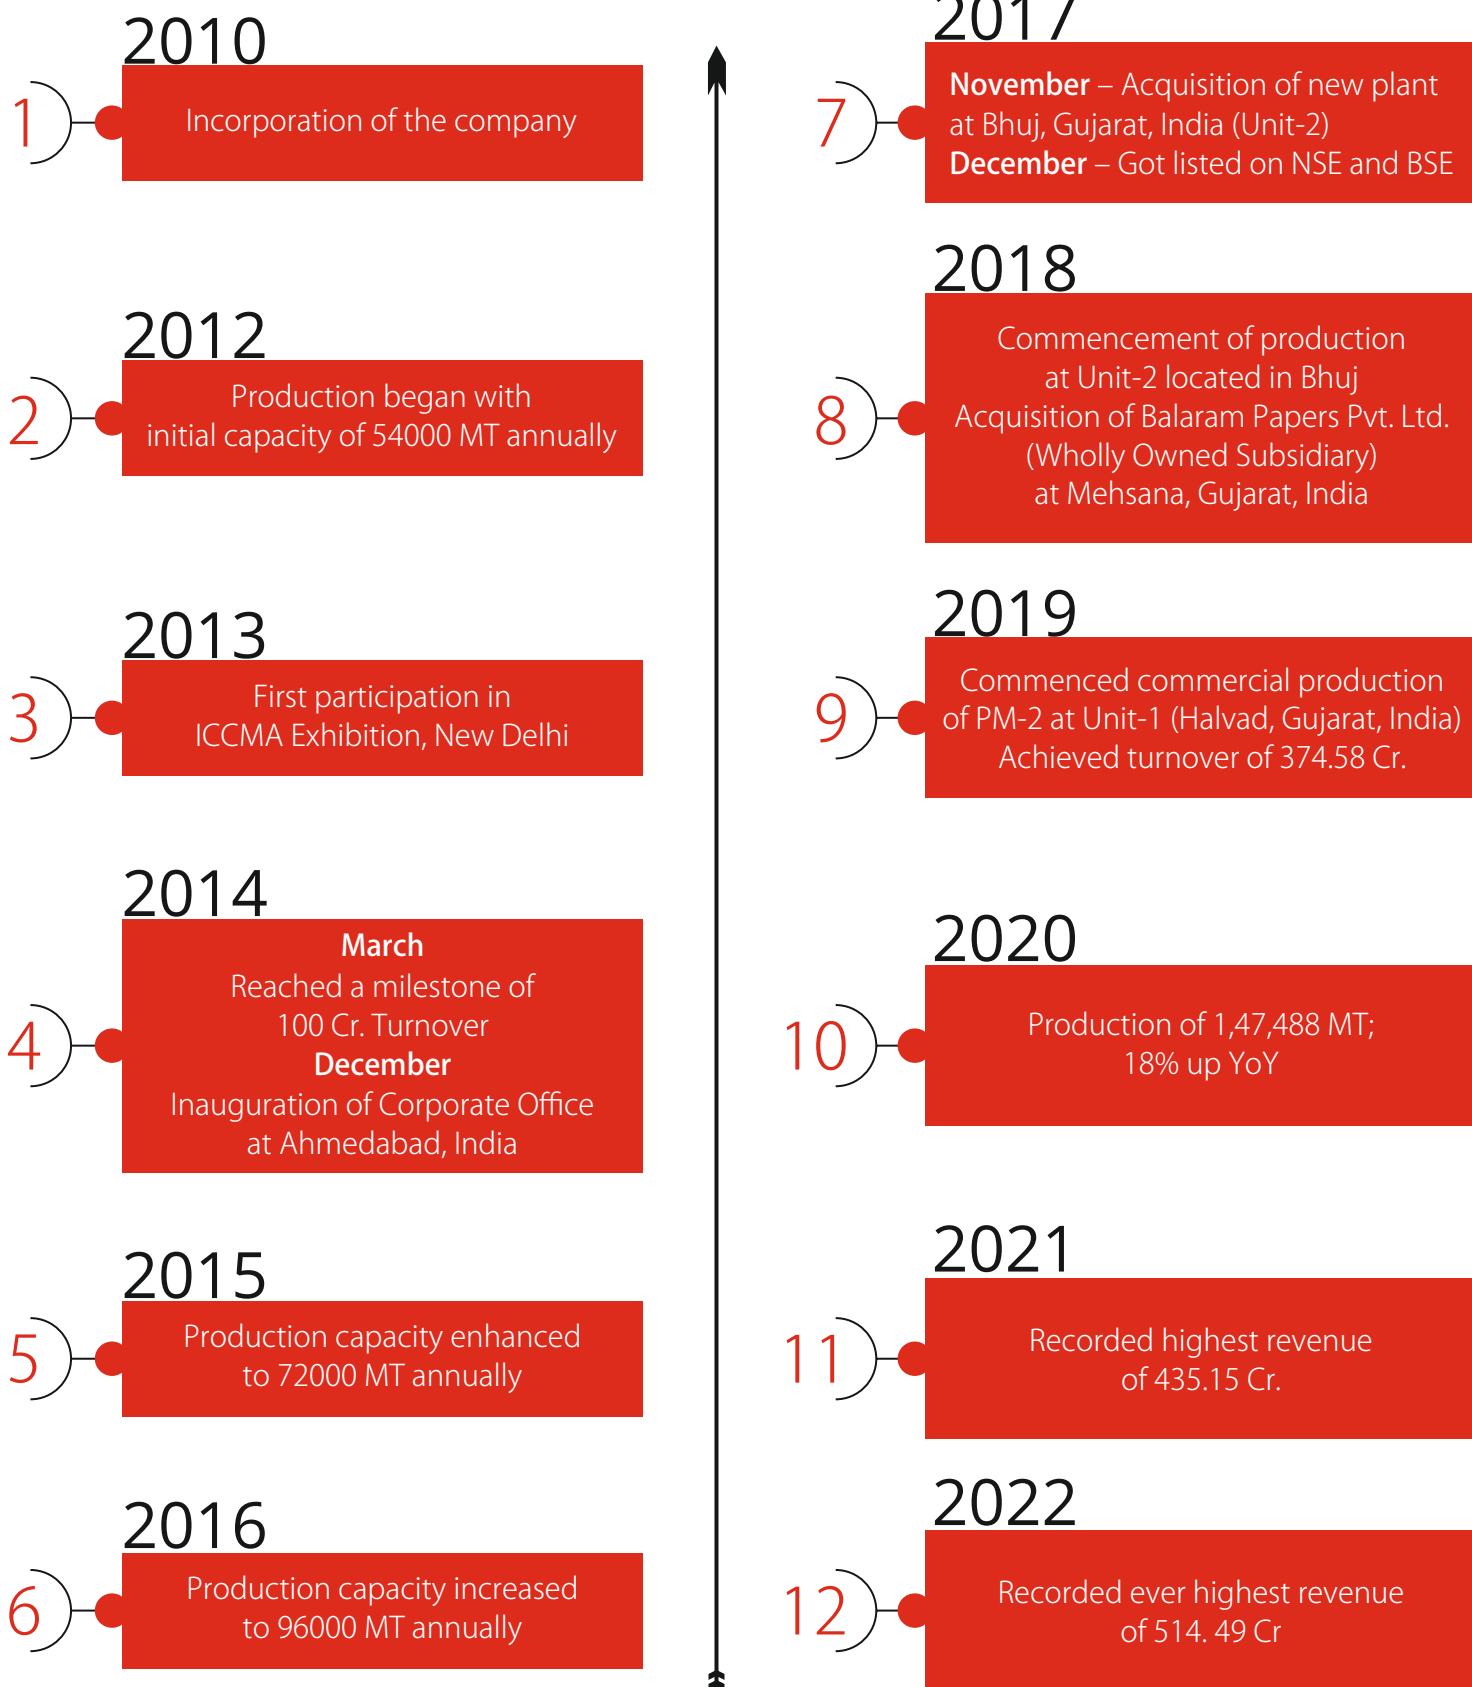 2010
1
Incorporation of the company
2012
2
Production began with
initial capacity of 54000 MT annually
2013
3
First participation in
ICCMA Exhibition, New Delhi
2014
4
March
Reached a milestone of
100 Cr. Turnover
December
Inauguration of Corporate Office
at Ahmedabad, India
2015
5
Production capacity enhanced
to 72000 MT annually
2016
6
Production capacity increased
to 96000 MT annually
2017
7
November – Acquisition of new plant
at Bhuj, Gujarat, India (Unit-2)
December – Got listed on NSE and BSE
2018
8
Commencement of production
at Unit-2 located in Bhuj
Acquisition of Balaram Papers Pvt. Ltd.
(Wholly Owned Subsidiary)
at Mehsana, Gujarat, India
2019
9
Commenced commercial production
of PM-2 at Unit-1 (Halvad, Gujarat, India)
Achieved turnover of 374.58 Cr.
2020
10
Production of 1,47,488 MT;
18% up YoY
2021
11
Recorded highest revenue
of 435.15 Cr.
2022
12
Recorded ever highest revenue
of 514. 49 Cr